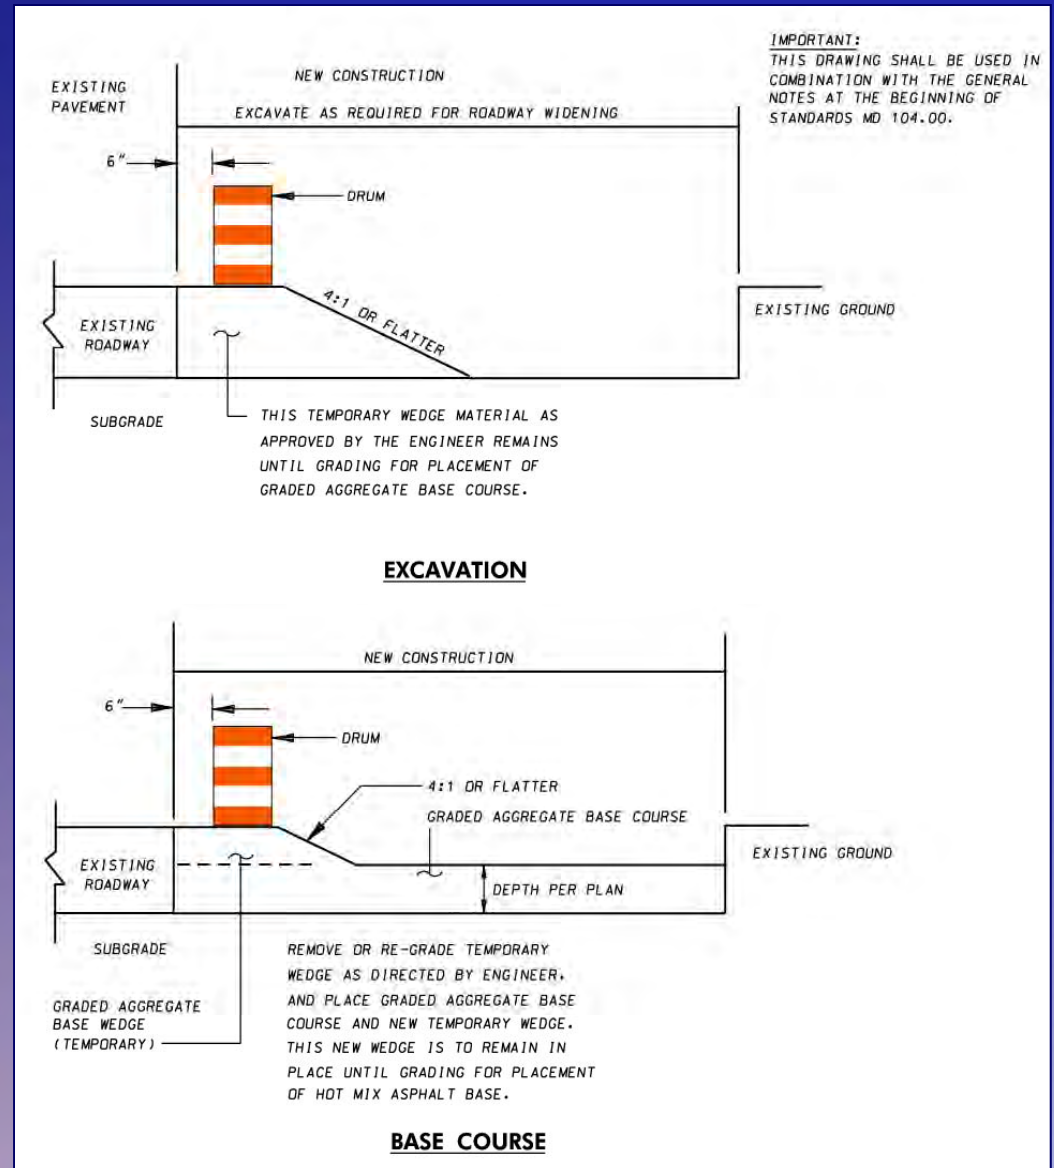 IMPORTANT:
THIS DRAWING SHALL BE USED IN
COMBINATION WITH THE GENERAL
NOTES AT THE BEGINNING OF
STANDARDS MD 104.00.
EXISTING
PAVEMENT
NEW CONSTRUCTION
EXCAVATE AS REQUIRED FOR ROADWAY WIDENING
6"
DRUM
4:1 OR FLATTER
EXISTING
ROADWAY
EXISTING GROUND
SUBGRADE
THIS TEMPORARY WEDGE MATERIAL AS
APPROVED BY THE ENGINEER REMAINS
UNTIL GRADING FOR PLACEMENT OF
GRADED AGGREGATE BASE COURSE.
EXCAVATION
NEW CONSTRUCTION
6"
DRUM
4:1 OR FLATTER
GRADED AGGREGATE BASE COURSE
EXISTING
ROADWAY
EXISTING GROUND
DEPTH PER PLAN
SUBGRADE
GRADED AGGREGATE
BASE WEDGE
(TEMPORARY)
REMOVE OR RE-GRADE TEMPORARY
WEDGE AS DIRECTED BY ENGINEER,
AND PLACE GRADED AGGREGATE BASE
COURSE AND NEW TEMPORARY WEDGE.
THIS NEW WEDGE IS TO REMAIN IN
PLACE UNTIL GRADING FOR PLACEMENT
OF HOT MIX ASPHALT BASE.
BASE COURSE